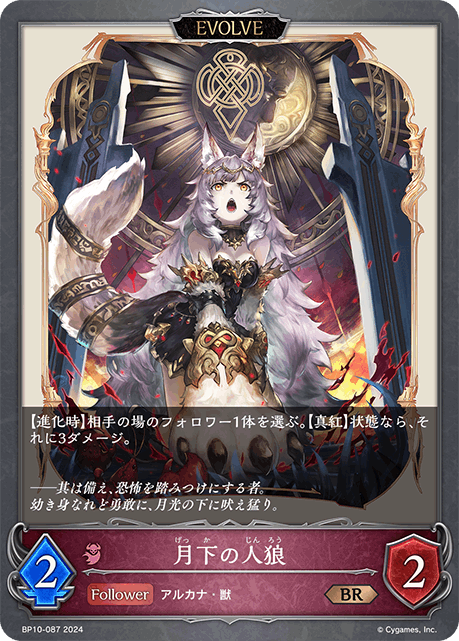 EVOLVE
【進化時】相手の場のフォロワー1体を選ぶ。【真紅】状態なら、そ
れに3ダメージ。
――其は備え、恐怖を踏みつけにする者。
幼き身なれど勇敢に、月光の下に吠え猛り。
げっか じんろう
月下の人狼
2
Follower アルカナ・獣 BR
2
BP10-087 2024 © Cygames, Inc.